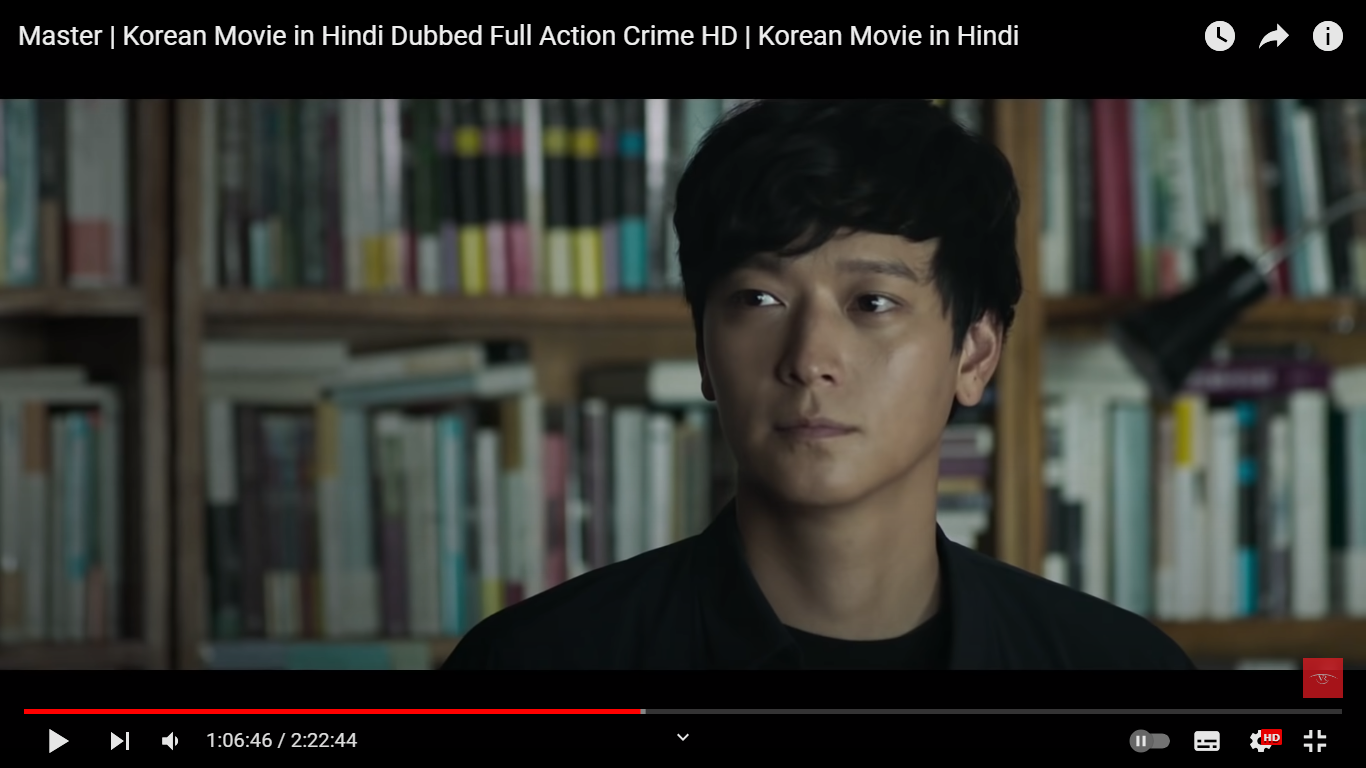 Master | Korean Movie in Hindi Dubbed Full Action Crime HD | Korean Movie in Hindi
1:06:46 / 2:22:44
HD